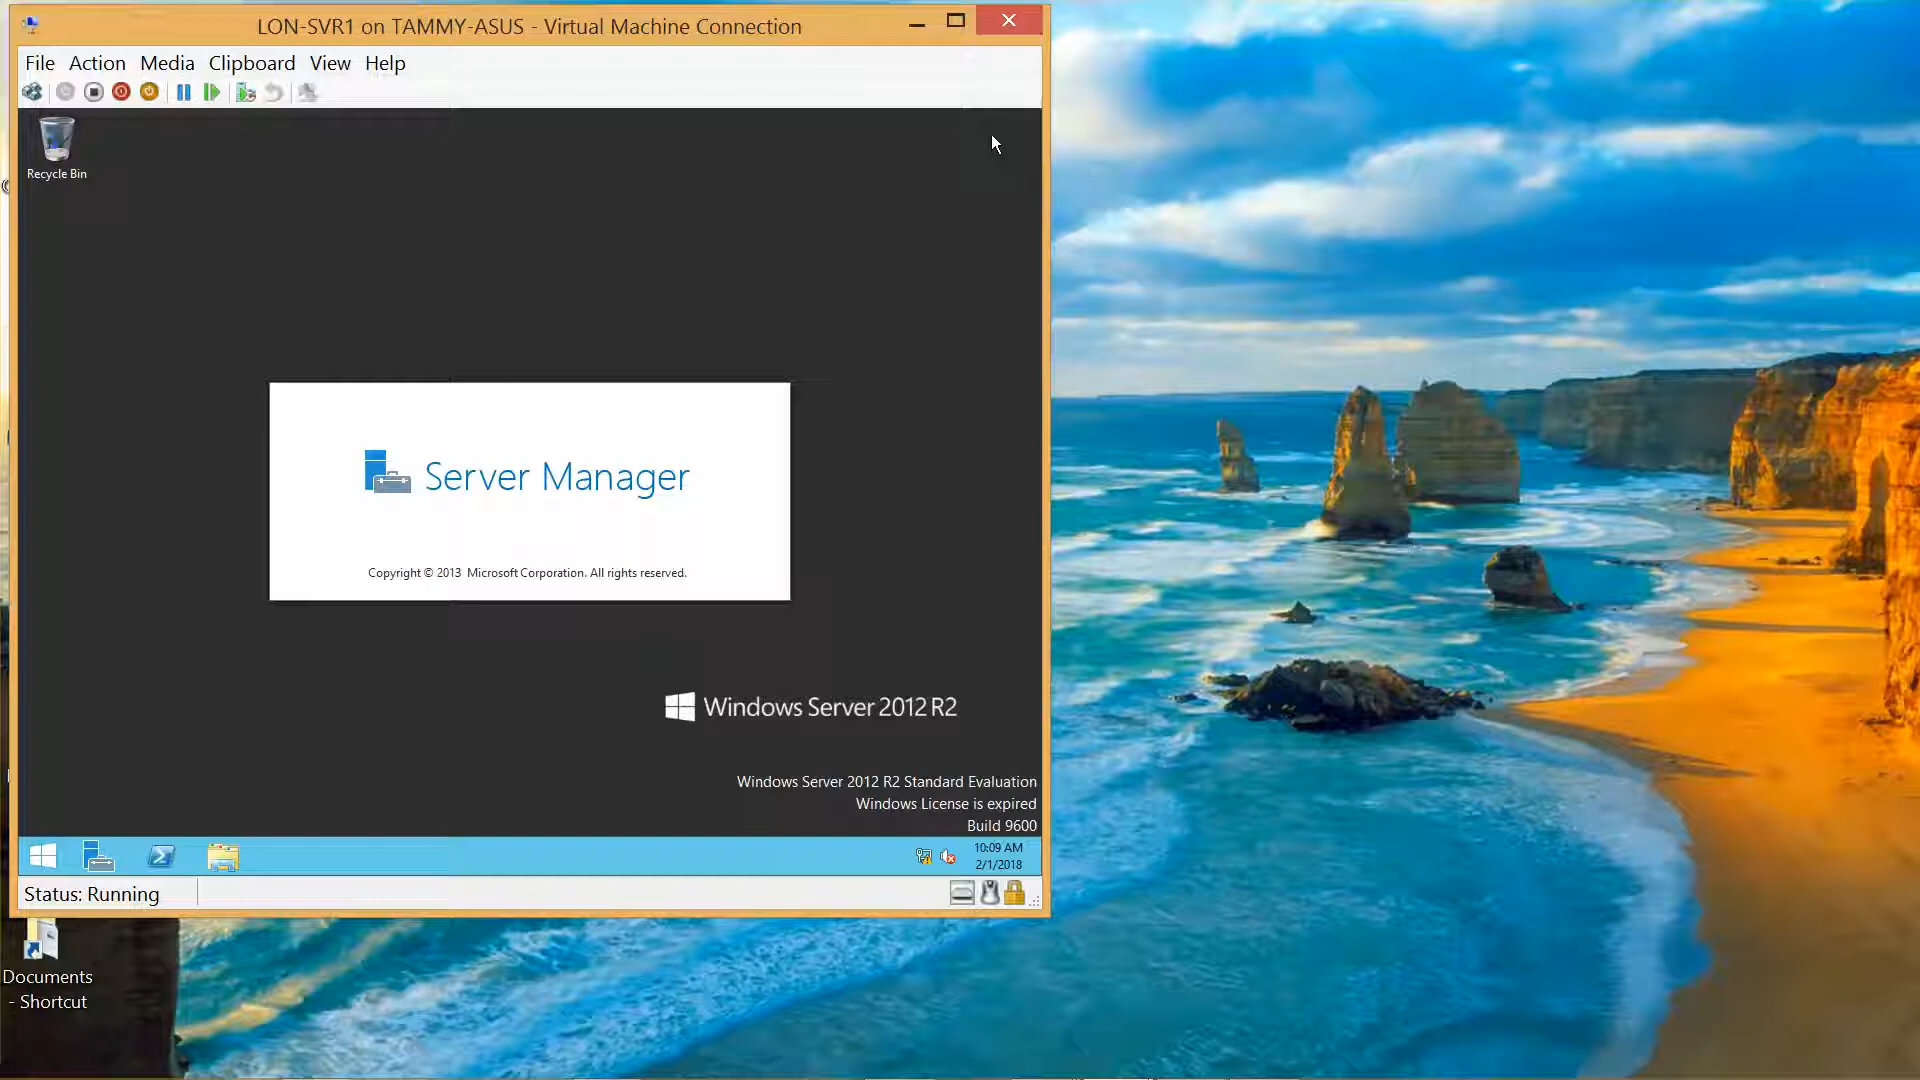 LON-SVR1 on TAMMY-ASUS - Virtual Machine Connection
File Action Media Clipboard View Help
Recycle Bin
Server Manager
Copyright © 2013 Microsoft Corporation. All rights reserved.
Windows Server 2012 R2
Windows Server 2012 R2 Standard Evaluation
Windows License is expired
Build 9600
10:09 AM
2/1/2018
Status: Running
Documents
- Shortcut